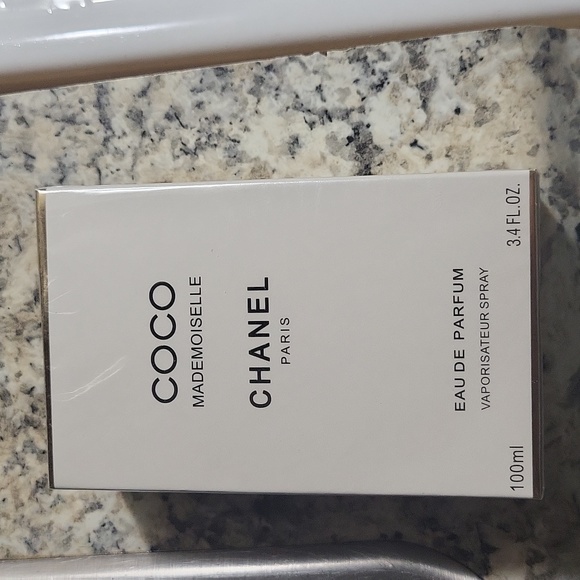 COCO
MADEMOISELLE
CHANEL
PARIS
EAU DE PARFUM
VAPORISATEUR SPRAY
100ml
3.4 FL.OZ.